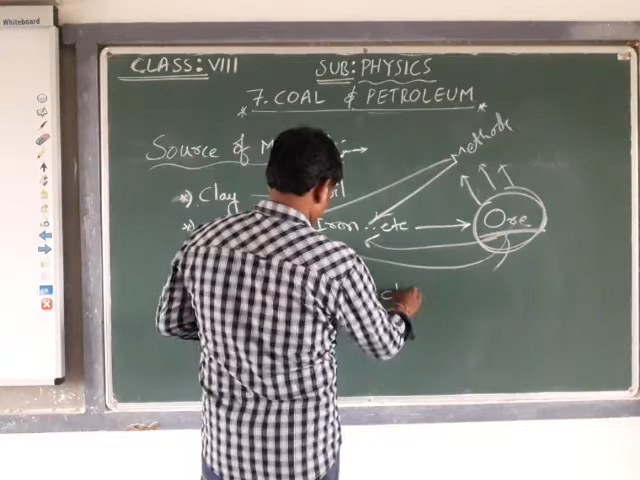 Whiteboard
CLASS: VIII
SUB: PHYSICS
7. COAL & PETROLEUM
Source of
Methods
*) Clay
*) Iron etc
Ore